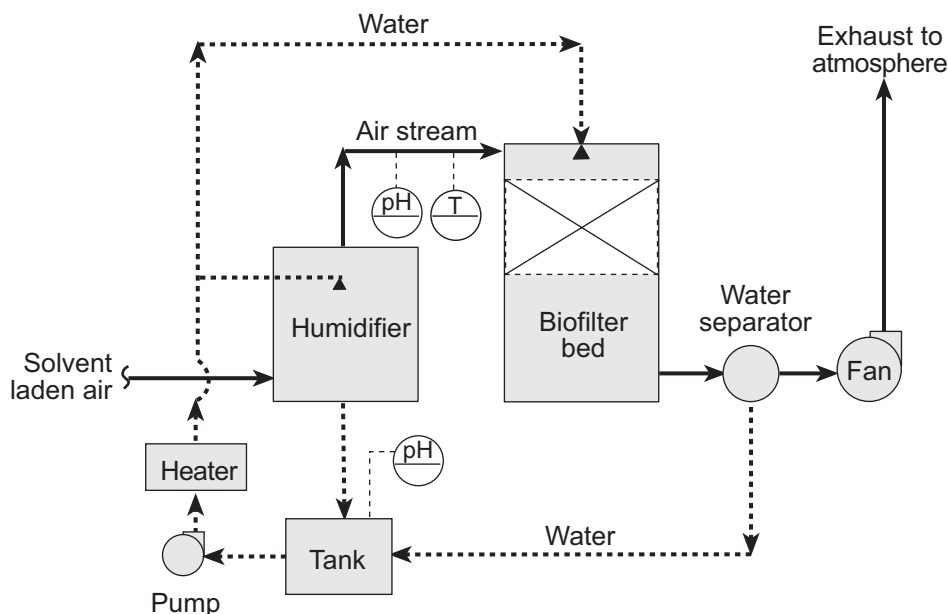 Water
Exhaust to
atmosphere
Air stream
pH
T
Humidifier
Biofilter
bed
Water
separator
Solvent
laden air
Fan
pH
Heater
Water
Tank
Pump